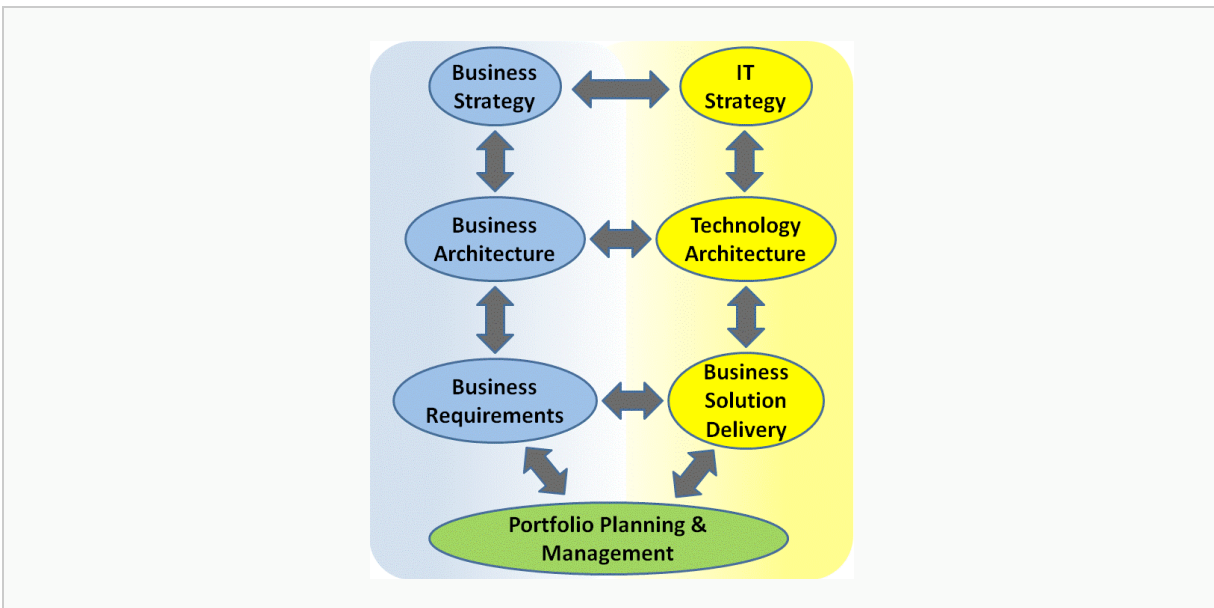 Business
Strategy
IT
Strategy
Business
Architecture
Technology
Architecture
Business
Requirements
Business
Solution
Delivery
Portfolio Planning &
Management